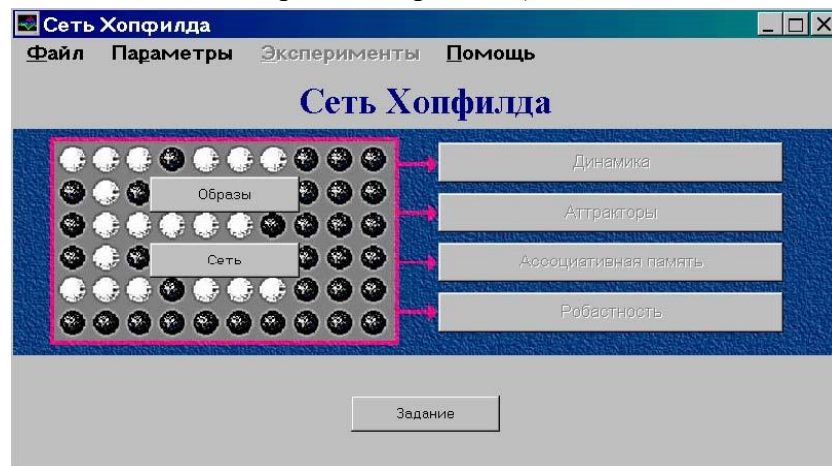 Сеть Хопфилда
Файл Параметры Эксперименты Помощь
Сеть Хопфилда
Образы
Сеть
Динамика
Аттракторы
Ассоциативная память
Робастность
Задание